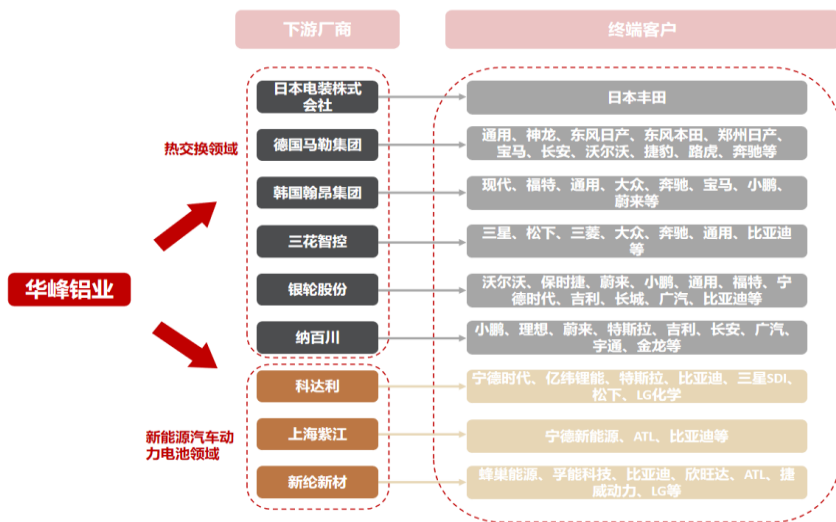 下游厂商
终端客户
热交换领域
日本电装株式
会社
日本丰田
德国马勒集团
通用、神龙、东风日产、东风本田、郑州日产、
宝马、长安、沃尔沃、捷豹、路虎、奔驰等
韩国翰昂集团
现代、福特、通用、大众、奔驰、宝马、小鹏、
蔚来等
三花智控
三星、松下、三菱、大众、奔驰、通用、比亚迪
等
华峰铝业
银轮股份
沃尔沃、保时捷、蔚来、小鹏、通用、福特、宁
德时代、吉利、长城、广汽、比亚迪等
纳百川
小鹏、理想、蔚来、特斯拉、吉利、长安、广汽、
宇通、金龙等
新能源汽车动
力电池领域
科达利
宁德时代、亿纬锂能、特斯拉、比亚迪、三星SDI、
松下、LG化学
上海紫江
宁德新能源、ATL、比亚迪等
新纶新材
蜂巢能源、孚能科技、比亚迪、欣旺达、ATL、捷
威动力、LG等